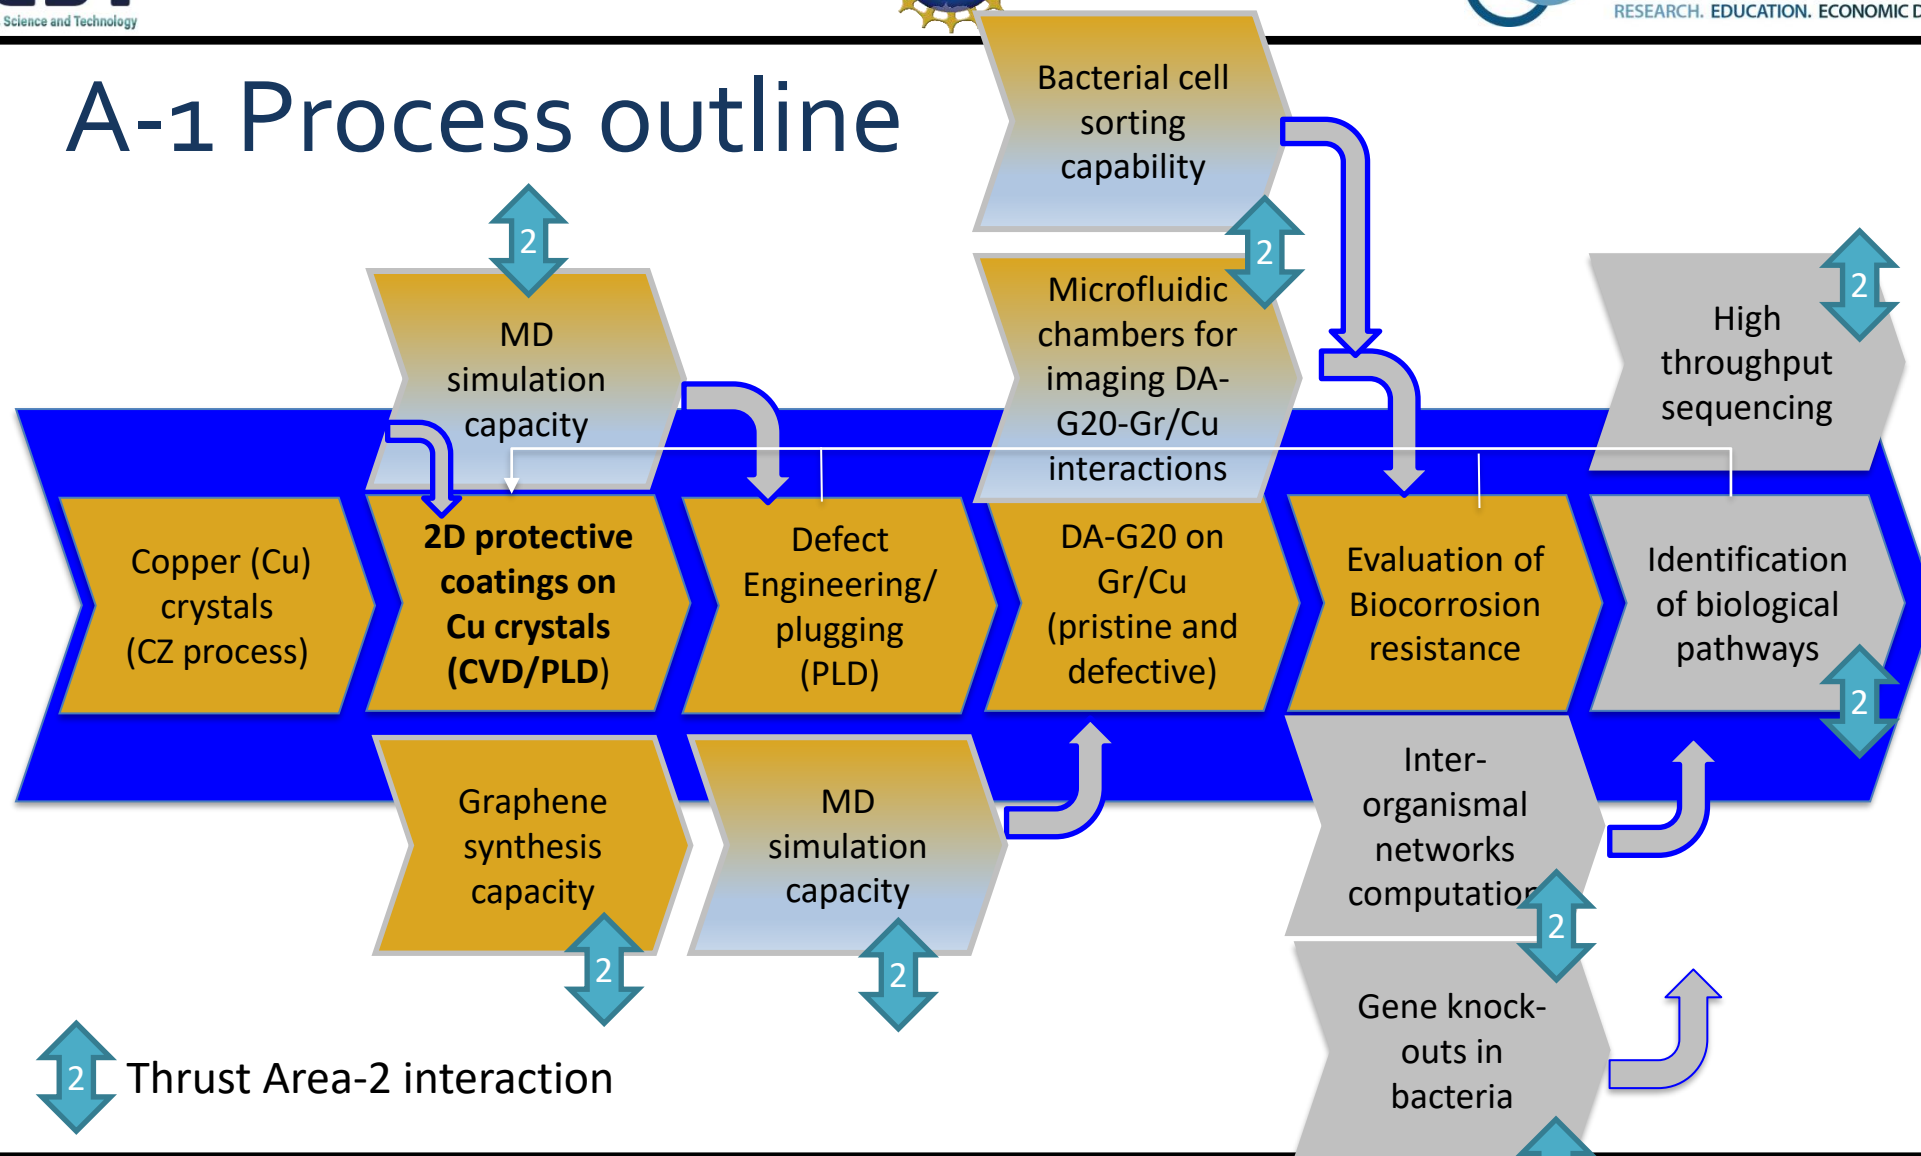 Science and Technology
RESEARCH. EDUCATION. ECONOMIC D
A-1 Process outline
Bacterial cell
sorting
capability
2
2
2
MD
simulation
capacity
Microfluidic
chambers for
imaging DA-
G20-Gr/Cu
interactions
High
throughput
sequencing
Copper (Cu)
crystals
(CZ process)
2D protective
coatings on
Cu crystals
(CVD/PLD)
Defect
Engineering/
plugging
(PLD)
DA-G20 on
Gr/Cu
(pristine and
defective)
Evaluation of
Biocorrosion
resistance
Identification
of biological
pathways
2
Graphene
synthesis
capacity
2
MD
simulation
capacity
2
Inter-
organismal
networks
computation
2
Gene knock-
outs in
bacteria
2
Thrust Area-2 interaction